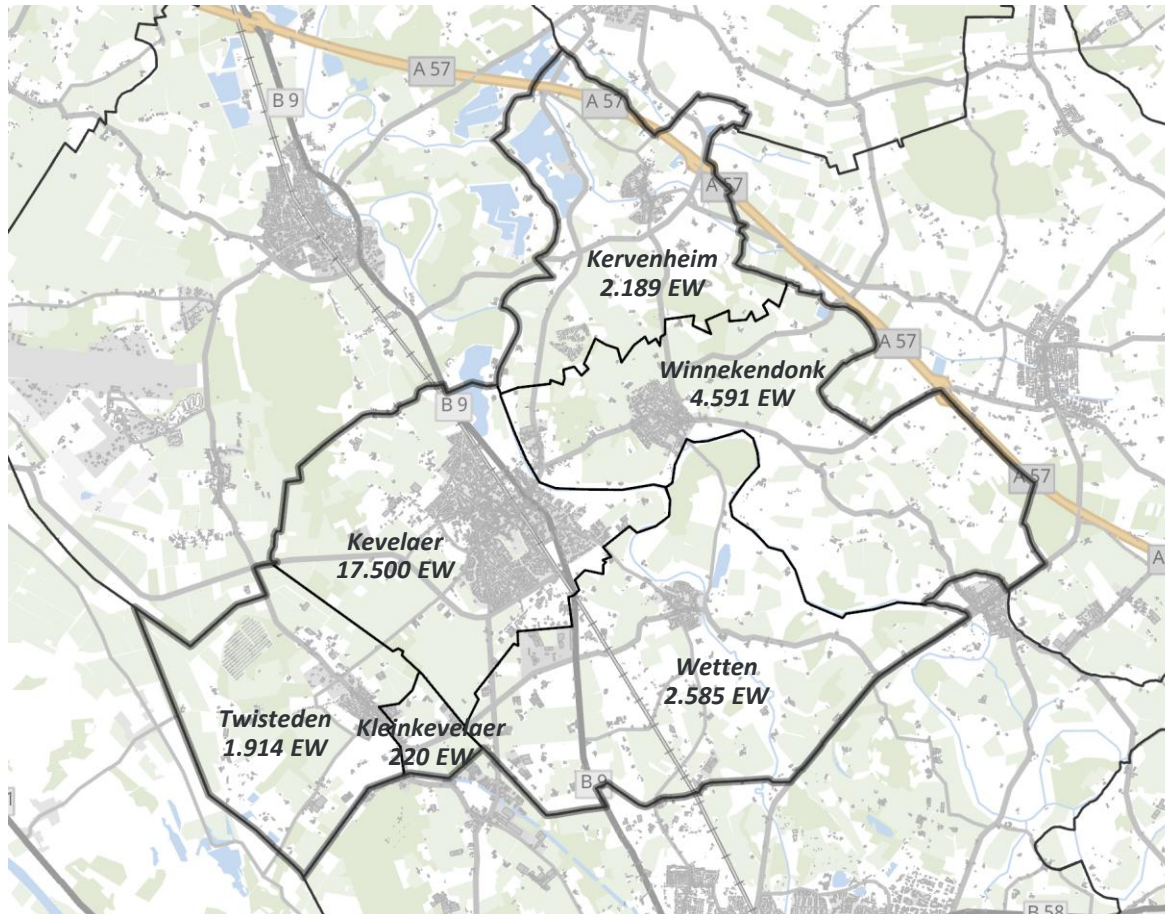 A 57
B 9
A 57
A 57
Kervenheim
2.189 EW
A 57
Winnekendonk
4.591 EW
B 9
A 57
Kevelaer
17.500 EW
A
Wetten
2.585 EW
Twisteden
1.914 EW
Kleinkevelaer
220 EW
B 9
1
B 58